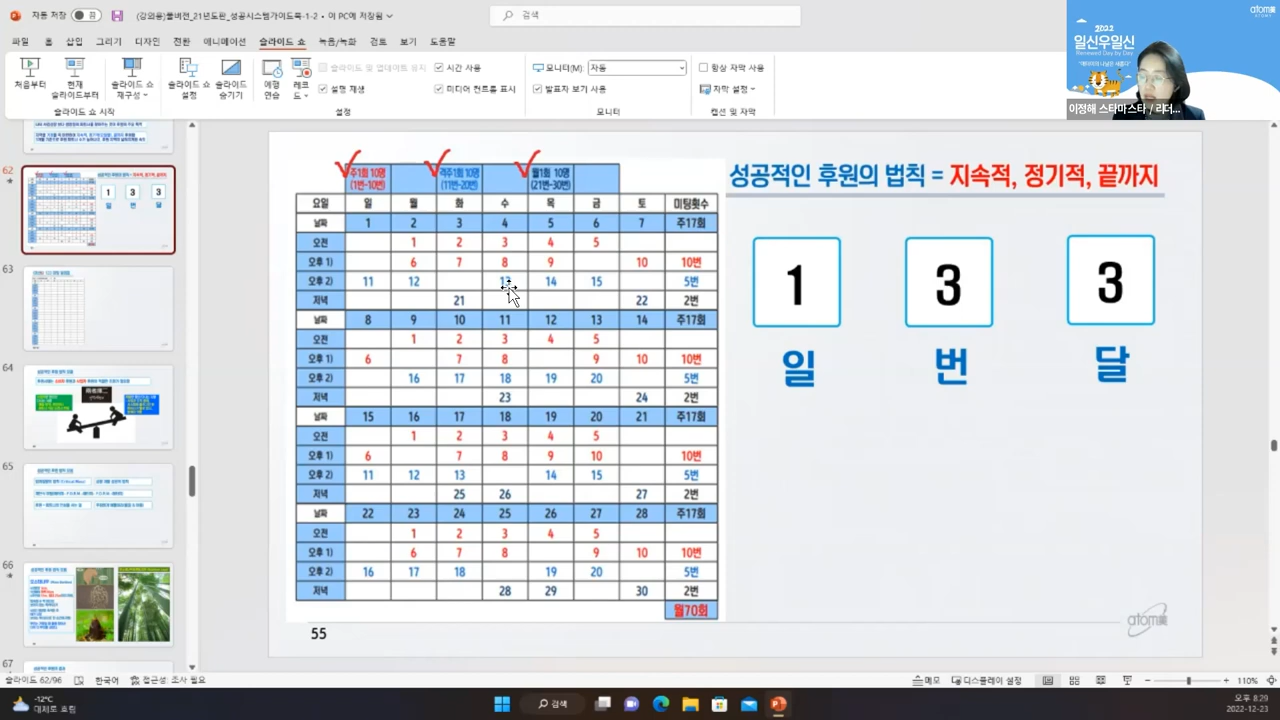 자동 저장 끔 (강의용)풀버전_21년도판_성공시스템가이드북-1-2 • 이 PC에 저장됨
검색
파일 홈 삽입 그리기 디자인 전환 애니메이션 슬라이드 쇼 녹음/녹화 검토 도움말
처음부터
현재 슬라이드부터
슬라이드 쇼 재구성
슬라이드 쇼 설정
슬라이드 숨기기
예행 연습
레코드
설명 재생
시간 사용
미디어 컨트롤 표시
모니터(M): 자동
발표자 보기 사용
항상 자막 사용
자막 설정
슬라이드 쇼 시작 설정 모니터 캡션 및 자막
atom美
2022
일신우일신
Renewed Day by Day
이정해 스타마스타 / 리더...
62
63
64
65
66
67
주1회 10명 (1번-10번)
격주1회 10명 (11번-20번)
월1회 10명 (21번-30번)
요일 일 월 화 수 목 금 토 미팅횟수
날짜 1 2 3 4 5 6 7 주17회
오전 1 2 3 4 5
오후 1) 6 7 8 9 10 10번
오후 2) 11 12 13 14 15 5번
저녁 21 22 2번
날짜 8 9 10 11 12 13 14 주17회
오전 1 2 3 4 5
오후 1) 6 7 8 9 10 10번
오후 2) 16 17 18 19 20 5번
저녁 23 24 2번
날짜 15 16 17 18 19 20 21 주17회
오전 1 2 3 4 5
오후 1) 6 7 8 9 10 10번
오후 2) 11 12 13 14 15 5번
저녁 25 27 2번
날짜 22 23 24 25 26 27 28 주17회
오전 1 2 3 4 5
오후 1) 6 7 8 9 10 10번
오후 2) 16 17 18 19 20 5번
저녁 28 29 30 2번
월70회
55
성공적인 후원의 법칙 = 지속적, 정기적, 끝까지
1 3 3
일 번 달
atom美
슬라이드 62/96 한국어 접근성: 조사 필요
메모 디스플레이 설정 110%
-12°C
대체로 흐림
검색
오후 8:29
2022-12-23